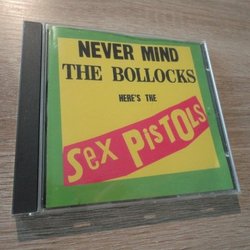 NEVER MIND
THE BOLLOCKS
HERE'S THE
Sex PisTOLs